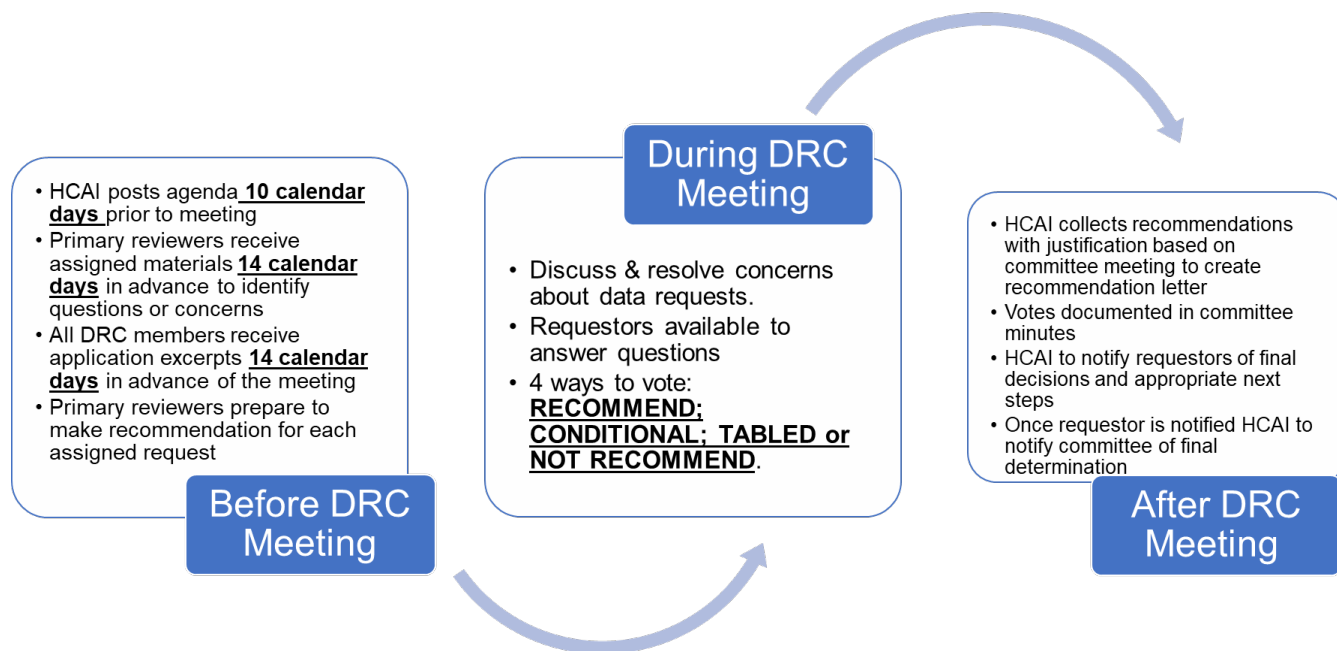 • HCAI posts agenda 10 calendar
days prior to meeting
• Primary reviewers receive
assigned materials 14 calendar
days in advance to identify
questions or concerns
• All DRC members receive
application excerpts 14 calendar
days in advance of the meeting
• Primary reviewers prepare to
make recommendation for each
assigned request
Before DRC
Meeting
During DRC
Meeting
• Discuss & resolve concerns
about data requests.
• Requestors available to
answer questions
• 4 ways to vote:
RECOMMEND;
CONDITIONAL; TABLED or
NOT RECOMMEND.
• HCAI collects recommendations
with justification based on
committee meeting to create
recommendation letter
• Votes documented in committee
minutes
• HCAI to notify requestors of final
decisions and appropriate next
steps
• Once requestor is notified HCAI to
notify committee of final
determination
After DRC
Meeting